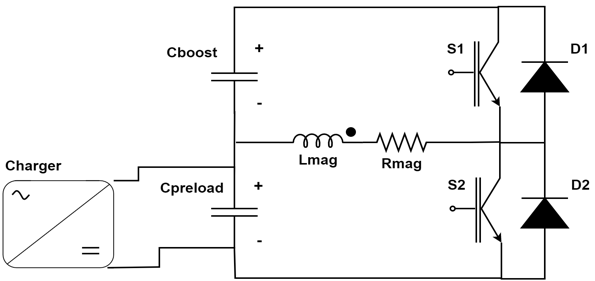 S1
D1
Cboost
+
-
Lmag
Rmag
Charger
Cpreload
+
-
S2
D2